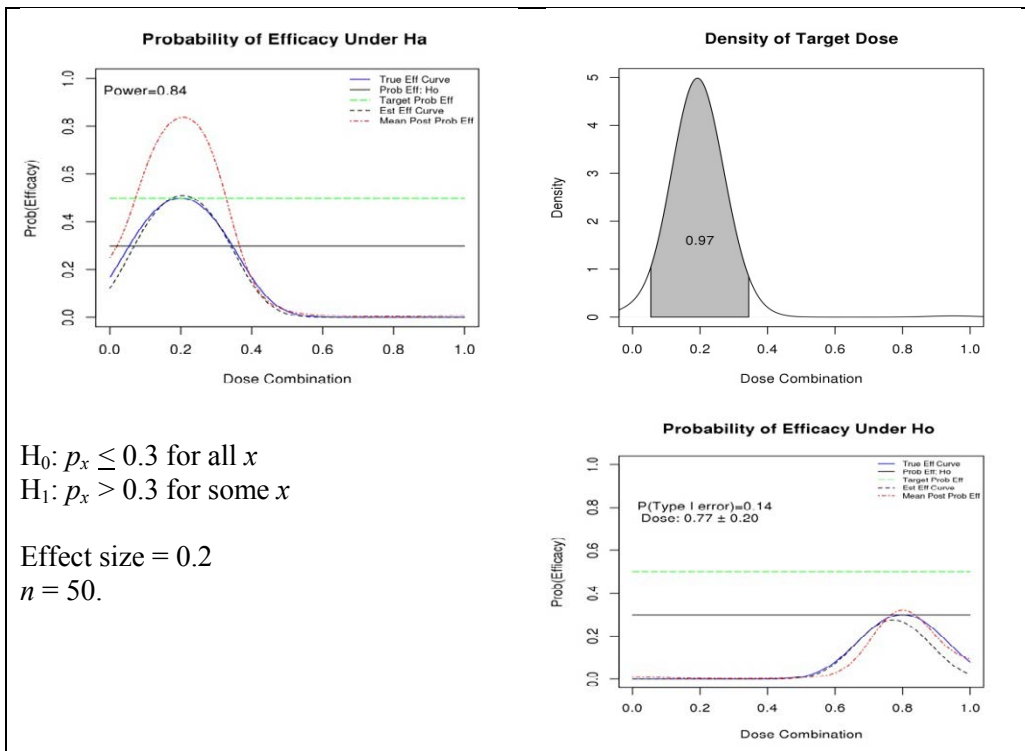 Probability of Efficacy Under Ha
Power=0.84
True Eff Curve
Prob Eff: Ho
Target Prob Eff
Est Eff Curve
Mean Post Prob Eff
Prob(Efficacy)
0.0 0.2 0.4 0.6 0.8 1.0
0.0 0.2 0.4 0.6 0.8 1.0
Dose Combination
Density of Target Dose
Density
0 1 2 3 4 5
0.97
0.0 0.2 0.4 0.6 0.8 1.0
Dose Combination
H₀: pₓ ≤ 0.3 for all x
H₁: pₓ > 0.3 for some x
Effect size = 0.2
n = 50.
Probability of Efficacy Under Ho
P(Type I error)=0.14
Dose: 0.77 ± 0.20
True Eff Curve
Prob Eff: Ho
Target Prob Eff
Est Eff Curve
Mean Post Prob Eff
Prob(Efficacy)
0.0 0.2 0.4 0.6 0.8 1.0
0.0 0.2 0.4 0.6 0.8 1.0
Dose Combination